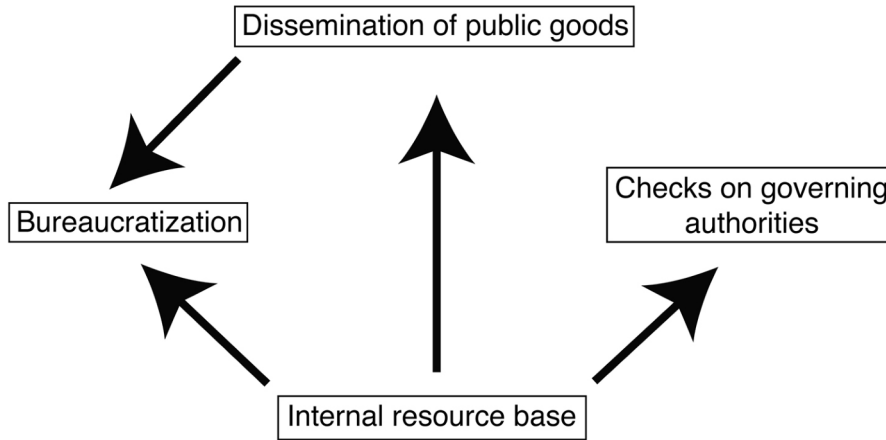 Dissemination of public goods
Bureaucratization
Checks on governing
authorities
Internal resource base